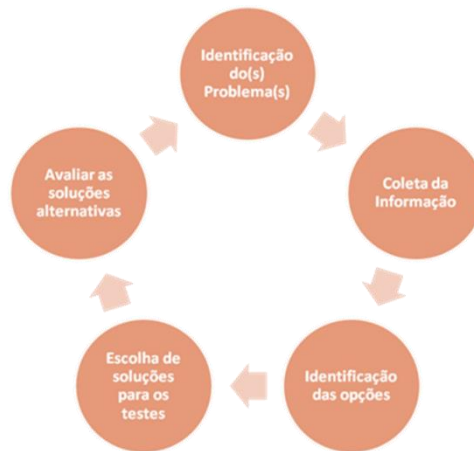 Identificação
do(s)
Problema(s)
Coleta da
Informação
Identificação
das opções
Escolha de
soluções
para os
testes
Avaliar as
soluções
alternativas